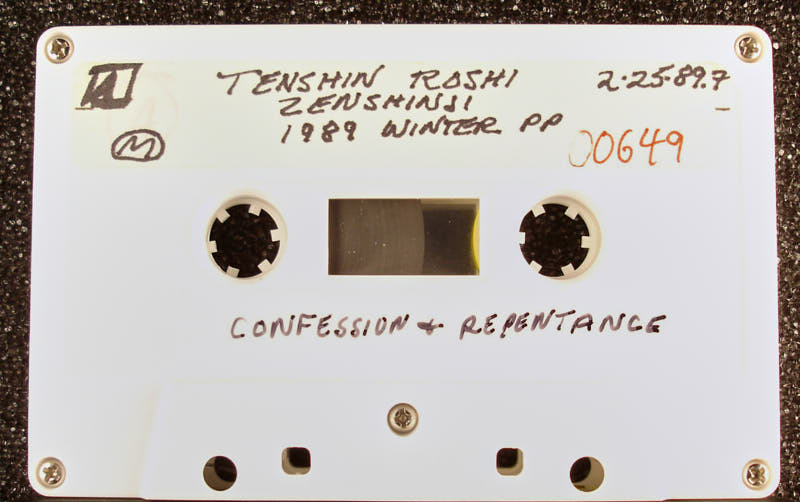 A
TENSHIN ROSHI
2·25·89.7
ZENSHINJI
1989 WINTER PP
M
00649
CONFESSION & REPENTANCE